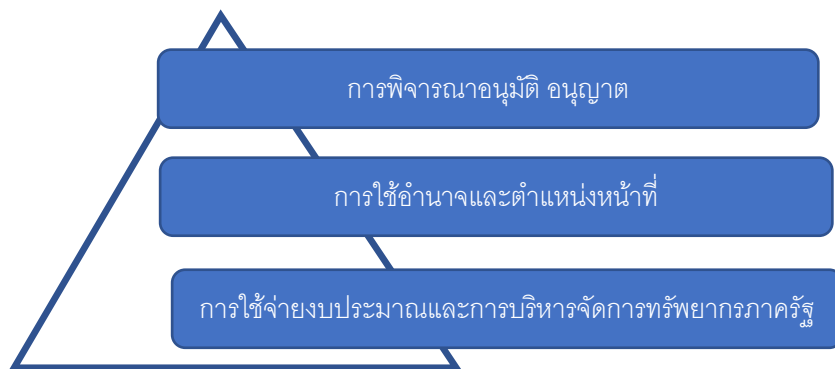 การพิจารณาอนุมัติ อนุญาต
การใช้อำนาจและตำแหน่งหน้าที่
การใช้จ่ายงบประมาณและการบริหารจัดการทรัพยากรภาครัฐ